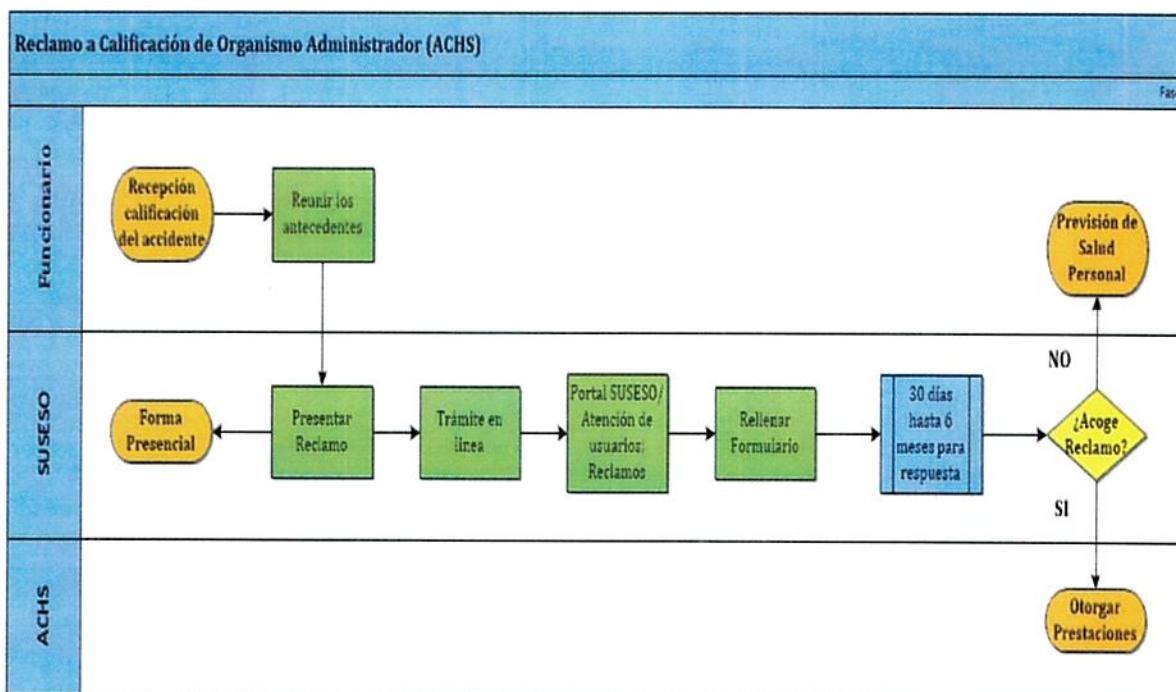 Reclamo a Calificación de Organismo Administrador (ACHS)
Fase
Funcionario
Recepción
calificación
del accidente
Reunir los
antecedentes
Previsión de
Salud
Personal
SUSESO
Forma
Presencial
Presentar
Reclamo
Trámite en
línea
Portal SUSESO/
Atención de
usuarios:
Reclamos
Rellenar
Formulario
30 días
hasta 6
meses para
respuesta
¿Acoge
Reclamo?
NO
SI
ACHS
Otorgar
Prestaciones